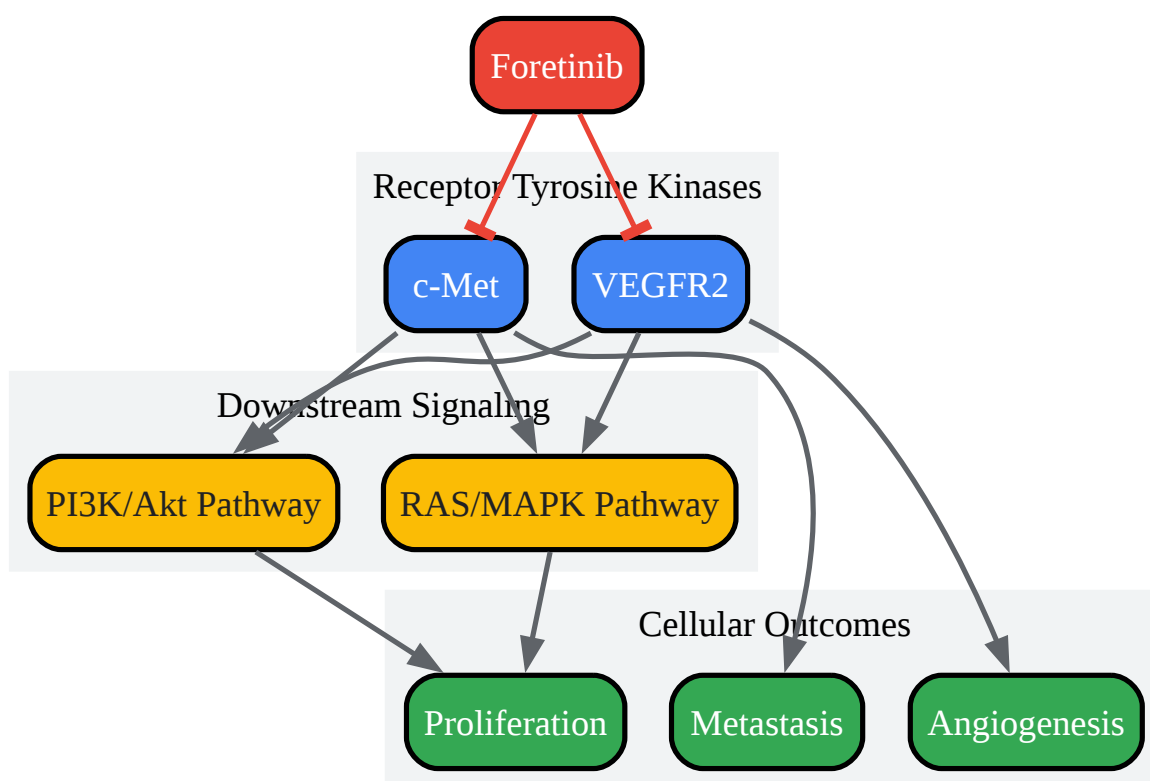 Foretinib
Receptor Tyrosine Kinases
c-Met
VEGFR2
Downstream Signaling
PI3K/Akt Pathway
RAS/MAPK Pathway
Cellular Outcomes
Proliferation
Metastasis
Angiogenesis